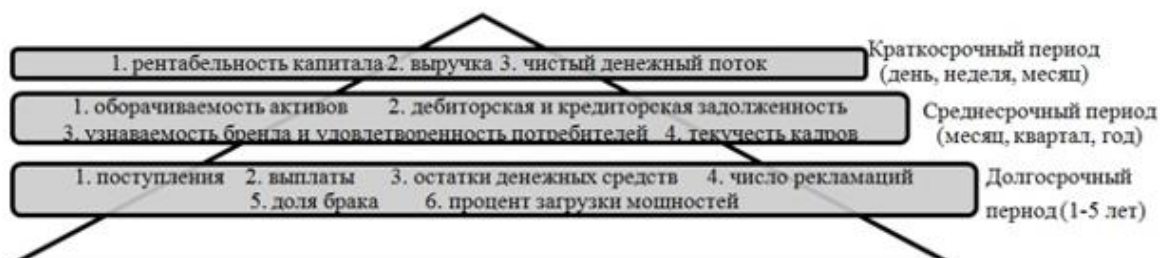 1. рентабельность капитала 2. выручка 3. чистый денежный поток
Краткосрочный период
(день, неделя, месяц)
1. оборачиваемость активов 2. дебиторская и кредиторская задолженность
3. узнаваемость бренда и удовлетворенность потребителей 4. текучесть кадров
Среднесрочный период
(месяц, квартал, год)
1. поступления 2. выплаты 3. остатки денежных средств 4. число рекламаций
5. доля брака 6. процент загрузки мощностей
Долгосрочный
период (1-5 лет)